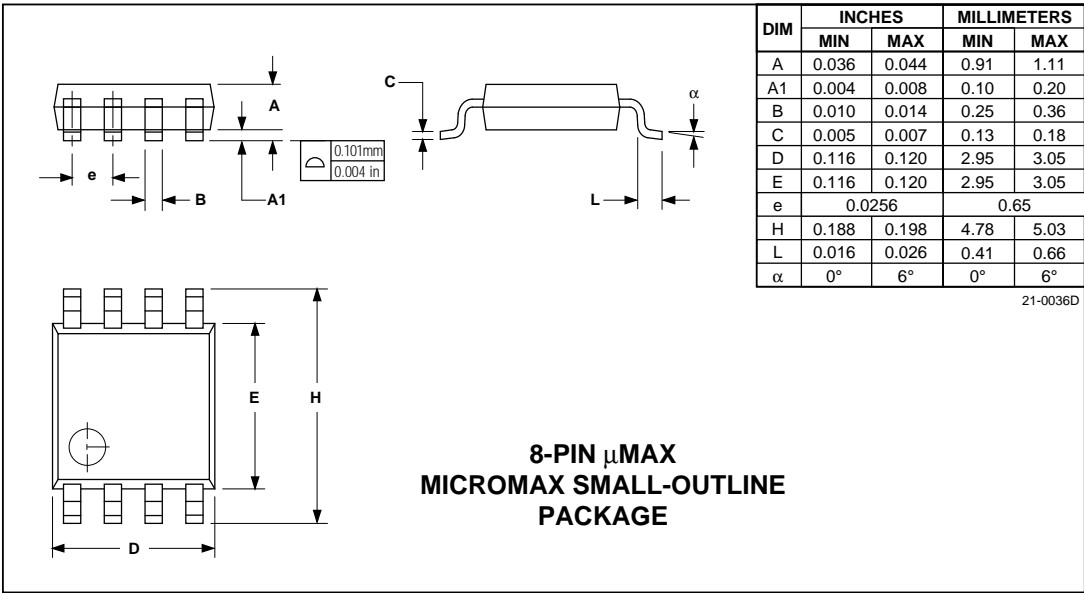 DIM INCHES MILLIMETERS
MIN MAX MIN MAX
A 0.036 0.044 0.91 1.11
A1 0.004 0.008 0.10 0.20
B 0.010 0.014 0.25 0.36
C 0.005 0.007 0.13 0.18
D 0.116 0.120 2.95 3.05
E 0.116 0.120 2.95 3.05
e 0.0256 0.65
H 0.188 0.198 4.78 5.03
L 0.016 0.026 0.41 0.66
α 0° 6° 0° 6°
21-0036D
A
C
α
0.101mm
0.004 in
e
B
A1
L
E
H
D
8-PIN μMAX
MICROMAX SMALL-OUTLINE
PACKAGE